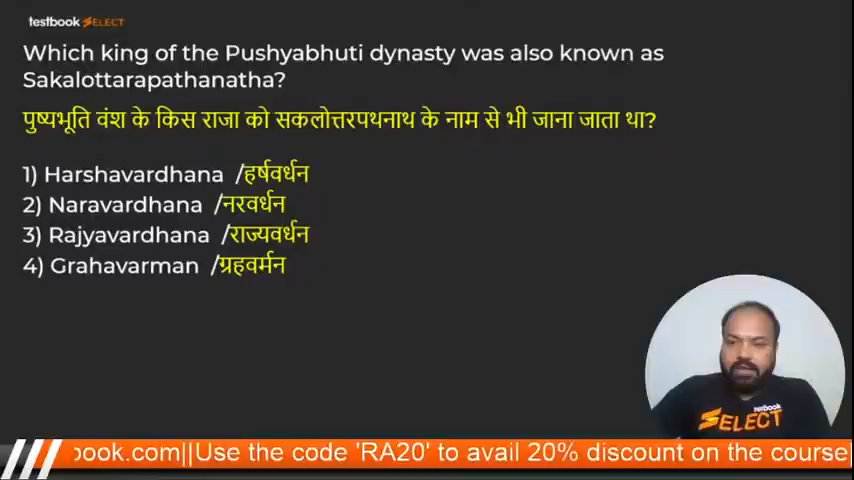 testbook SELECT
Which king of the Pushyabhuti dynasty was also known as
Sakalottarapathanatha?
पुष्यभूति वंश के किस राजा को सकलोत्तरपथनाथ के नाम से भी जाना जाता था?
1) Harshavardhana /हर्षवर्धन
2) Naravardhana /नरवर्धन
3) Rajyavardhana /राज्यवर्धन
4) Grahavarman /ग्रहवर्मन
testbook
SELECT
book.com||Use the code 'RA20' to avail 20% discount on the course